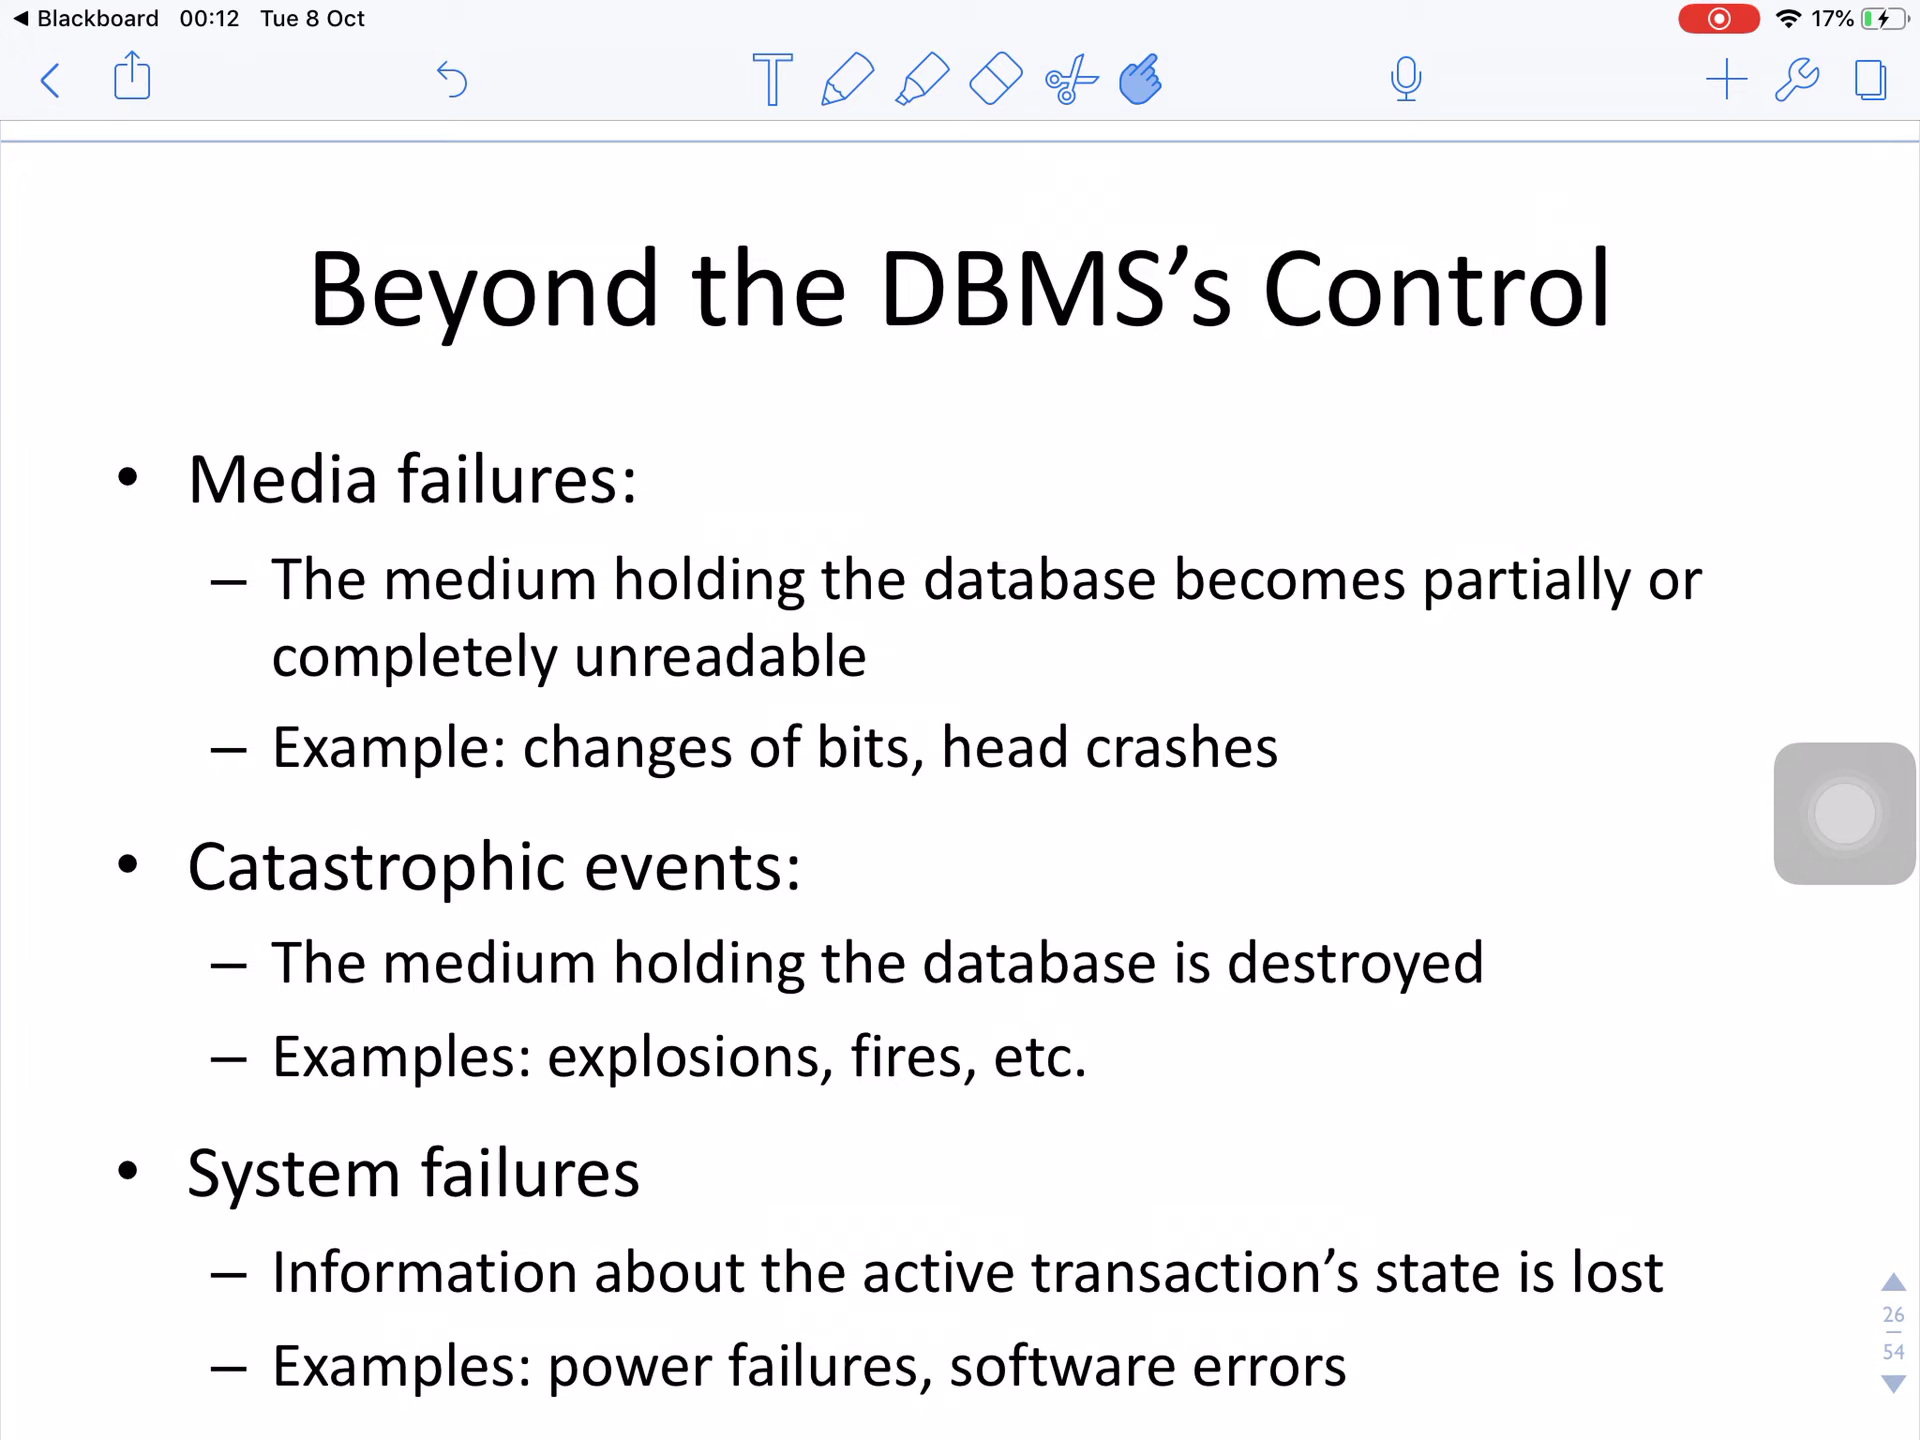 Blackboard 00:12 Tue 8 Oct 17%
T
Beyond the DBMS’s Control
• Media failures:
– The medium holding the database becomes partially or
completely unreadable
– Example: changes of bits, head crashes
• Catastrophic events:
– The medium holding the database is destroyed
– Examples: explosions, fires, etc.
• System failures
– Information about the active transaction’s state is lost
– Examples: power failures, software errors
26
54